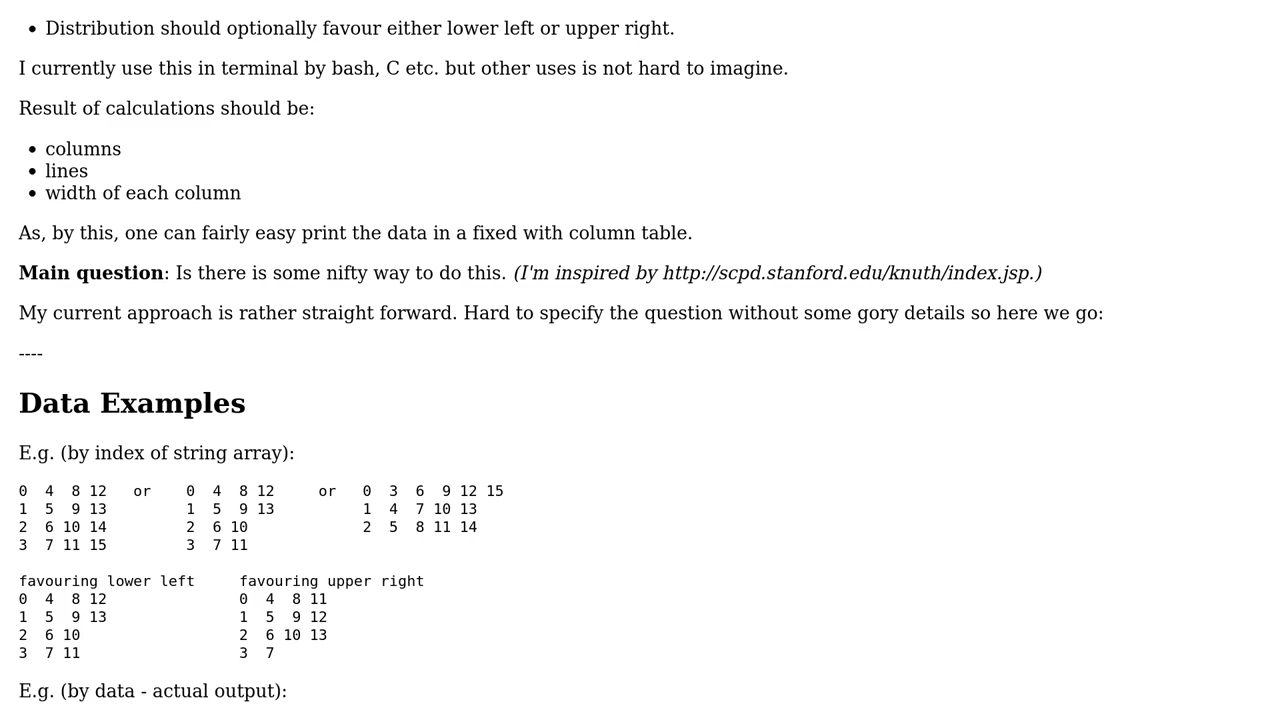 • Distribution should optionally favour either lower left or upper right.
I currently use this in terminal by bash, C etc. but other uses is not hard to imagine.
Result of calculations should be:
• columns
• lines
• width of each column
As, by this, one can fairly easy print the data in a fixed with column table.
Main question: Is there is some nifty way to do this. (I'm inspired by http://scpd.stanford.edu/knuth/index.jsp.)
My current approach is rather straight forward. Hard to specify the question without some gory details so here we go:
----
Data Examples
E.g. (by index of string array):
0  4  8 12   or    0  4  8 12     or   0  3  6  9 12 15
1  5  9 13         1  5  9 13          1  4  7 10 13
2  6 10 14         2  6 10             2  5  8 11 14
3  7 11 15         3  7 11
favouring lower left     favouring upper right
0  4  8 12               0  4  8 11
1  5  9 13               1  5  9 12
2  6 10                  2  6 10 13
3  7 11                  3  7
E.g. (by data - actual output):